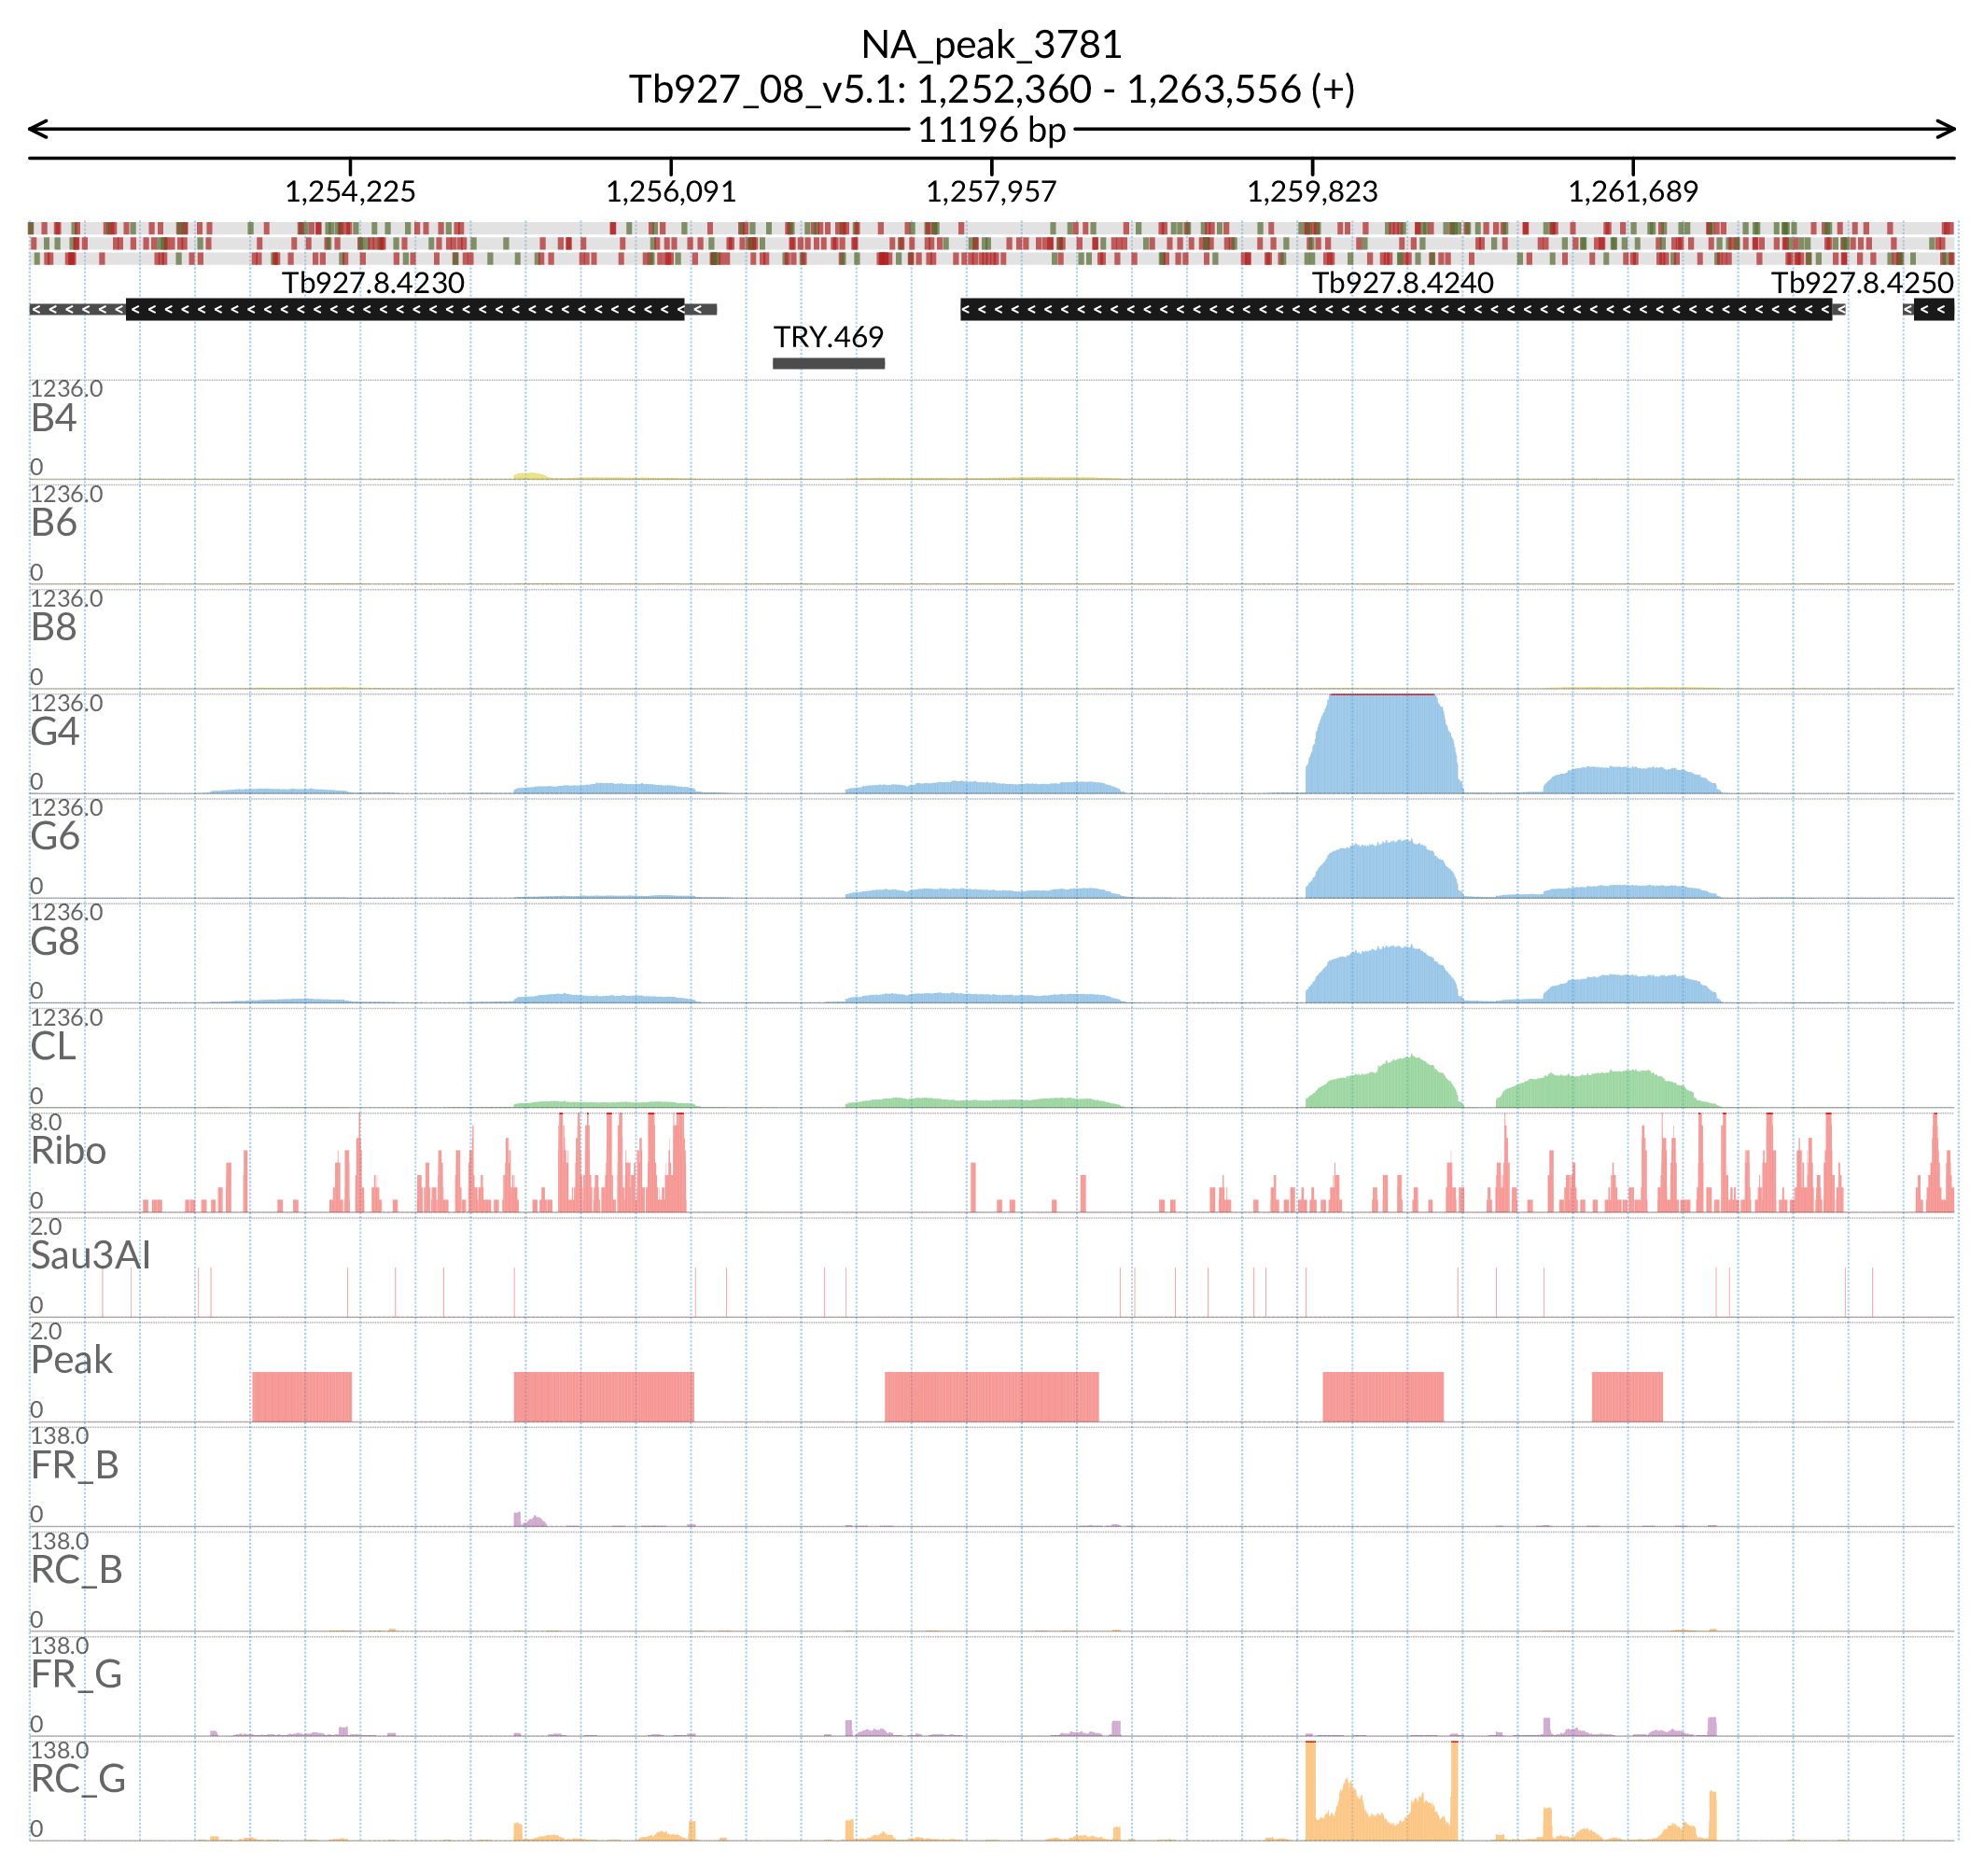 NA_peak_3781
Tb927_08_v5.1: 1,252,360 - 1,263,556 (+)
11196 bp
1,254,225 1,256,091 1,257,957 1,259,823 1,261,689
Tb927.8.4230 Tb927.8.4240 Tb927.8.4250
TRY.469
1236.0
B4
0
1236.0
B6
0
1236.0
B8
0
1236.0
G4
0
1236.0
G6
0
1236.0
G8
0
1236.0
CL
0
8.0
Ribo
0
2.0
Sau3AI
0
2.0
Peak
0
138.0
FR_B
0
138.0
RC_B
0
138.0
FR_G
0
138.0
RC_G
0